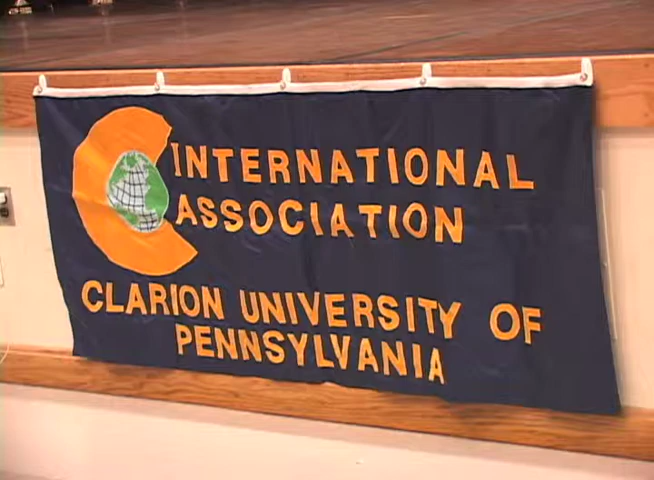 INTERNATIONAL
ASSOCIATION
CLARION UNIVERSITY OF
PENNSYLVANIA